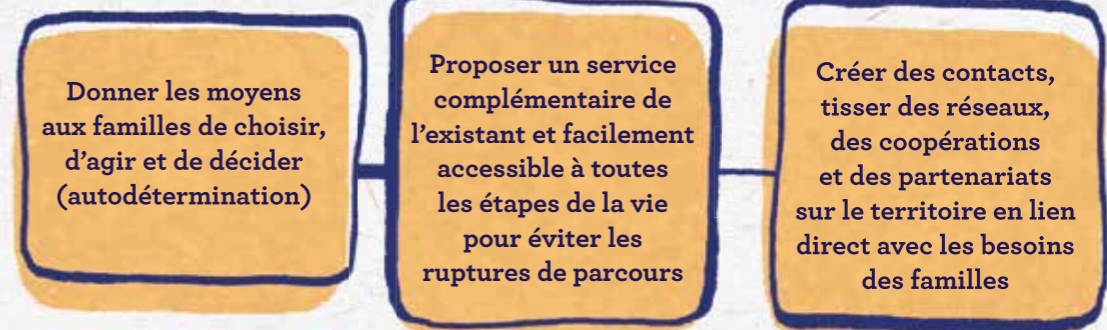 Donner les moyens
aux familles de choisir,
d’agir et de décider
(autodétermination)
Proposer un service
complémentaire de
l’existant et facilement
accessible à toutes
les étapes de la vie
pour éviter les
ruptures de parcours
Créer des contacts,
tisser des réseaux,
des coopérations
et des partenariats
sur le territoire en lien
direct avec les besoins
des familles